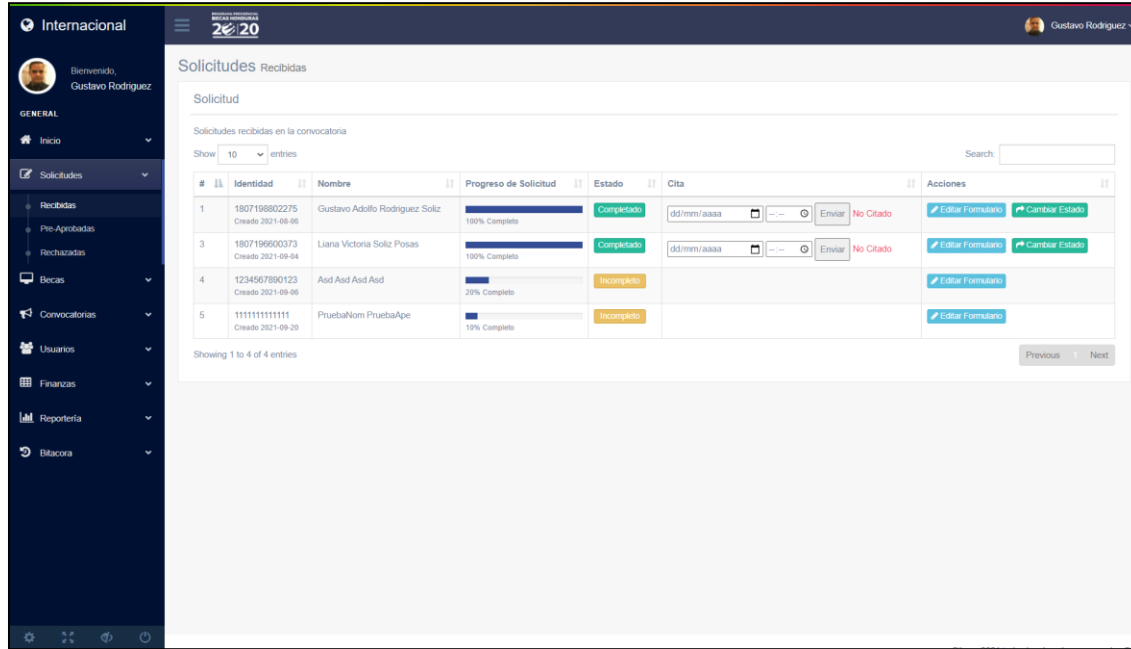 Internacional
PROGRAMA PRESIDENCIAL
BECAS HONDURAS
2020
Gustavo Rodriguez
Bienvenido,
Gustavo Rodriguez
GENERAL
Inicio
Solicitudes
Recibidas
Pre-Aprobadas
Rechazadas
Becas
Convocatorias
Usuarios
Finanzas
Reportería
Bitacora
Solicitudes Recibidas
Solicitud
Solicitudes recibidas en la convocatoria
Show 10 entries
Search:
# Identidad Nombre Progreso de Solicitud Estado Cita Acciones
1 1807198802275 Gustavo Adolfo Rodriguez Soliz Completado dd/mm/aaaa --:-- Enviar No Citado Editar Formulario Cambiar Estado
Creado 2021-08-06 100% Completo
3 1807196600373 Liana Victoria Soliz Posas Completado dd/mm/aaaa --:-- Enviar No Citado Editar Formulario Cambiar Estado
Creado 2021-09-04 100% Completo
4 1234567890123 Asd Asd Asd Asd Incompleto Editar Formulario
Creado 2021-09-06 20% Completo
5 1111111111111 PruebaNom PruebaApe Incompleto Editar Formulario
Creado 2021-09-20 10% Completo
Showing 1 to 4 of 4 entries
Previous 1 Next